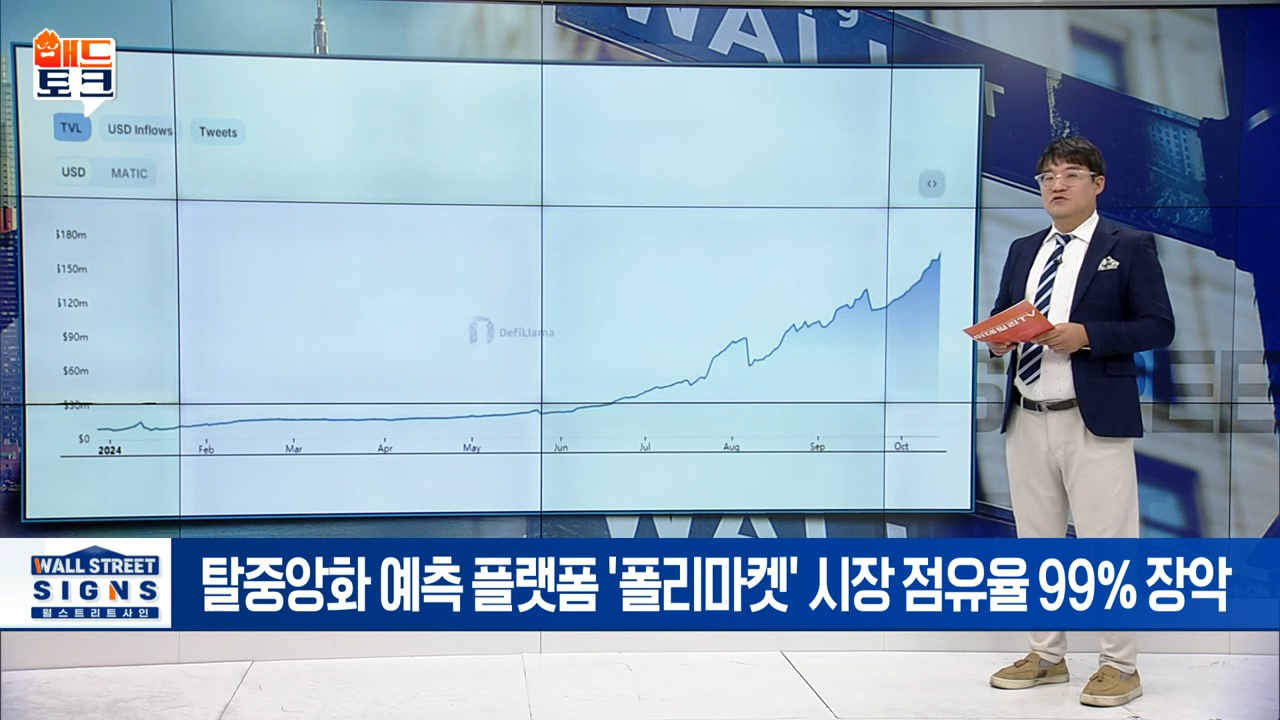 WALL
매드
토크
TVL
USD Inflows
Tweets
USD
MATIC
$180m
$150m
$120m
$90m
$60m
$30m
$0
DefiLlama
2024
Feb
Mar
Apr
May
Jun
Jul
Aug
Sep
Oct
WALL
WALL STREET
SIGNS
월스트리트사인
탈중앙화 예측 플랫폼 '폴리마켓' 시장 점유율 99% 장악